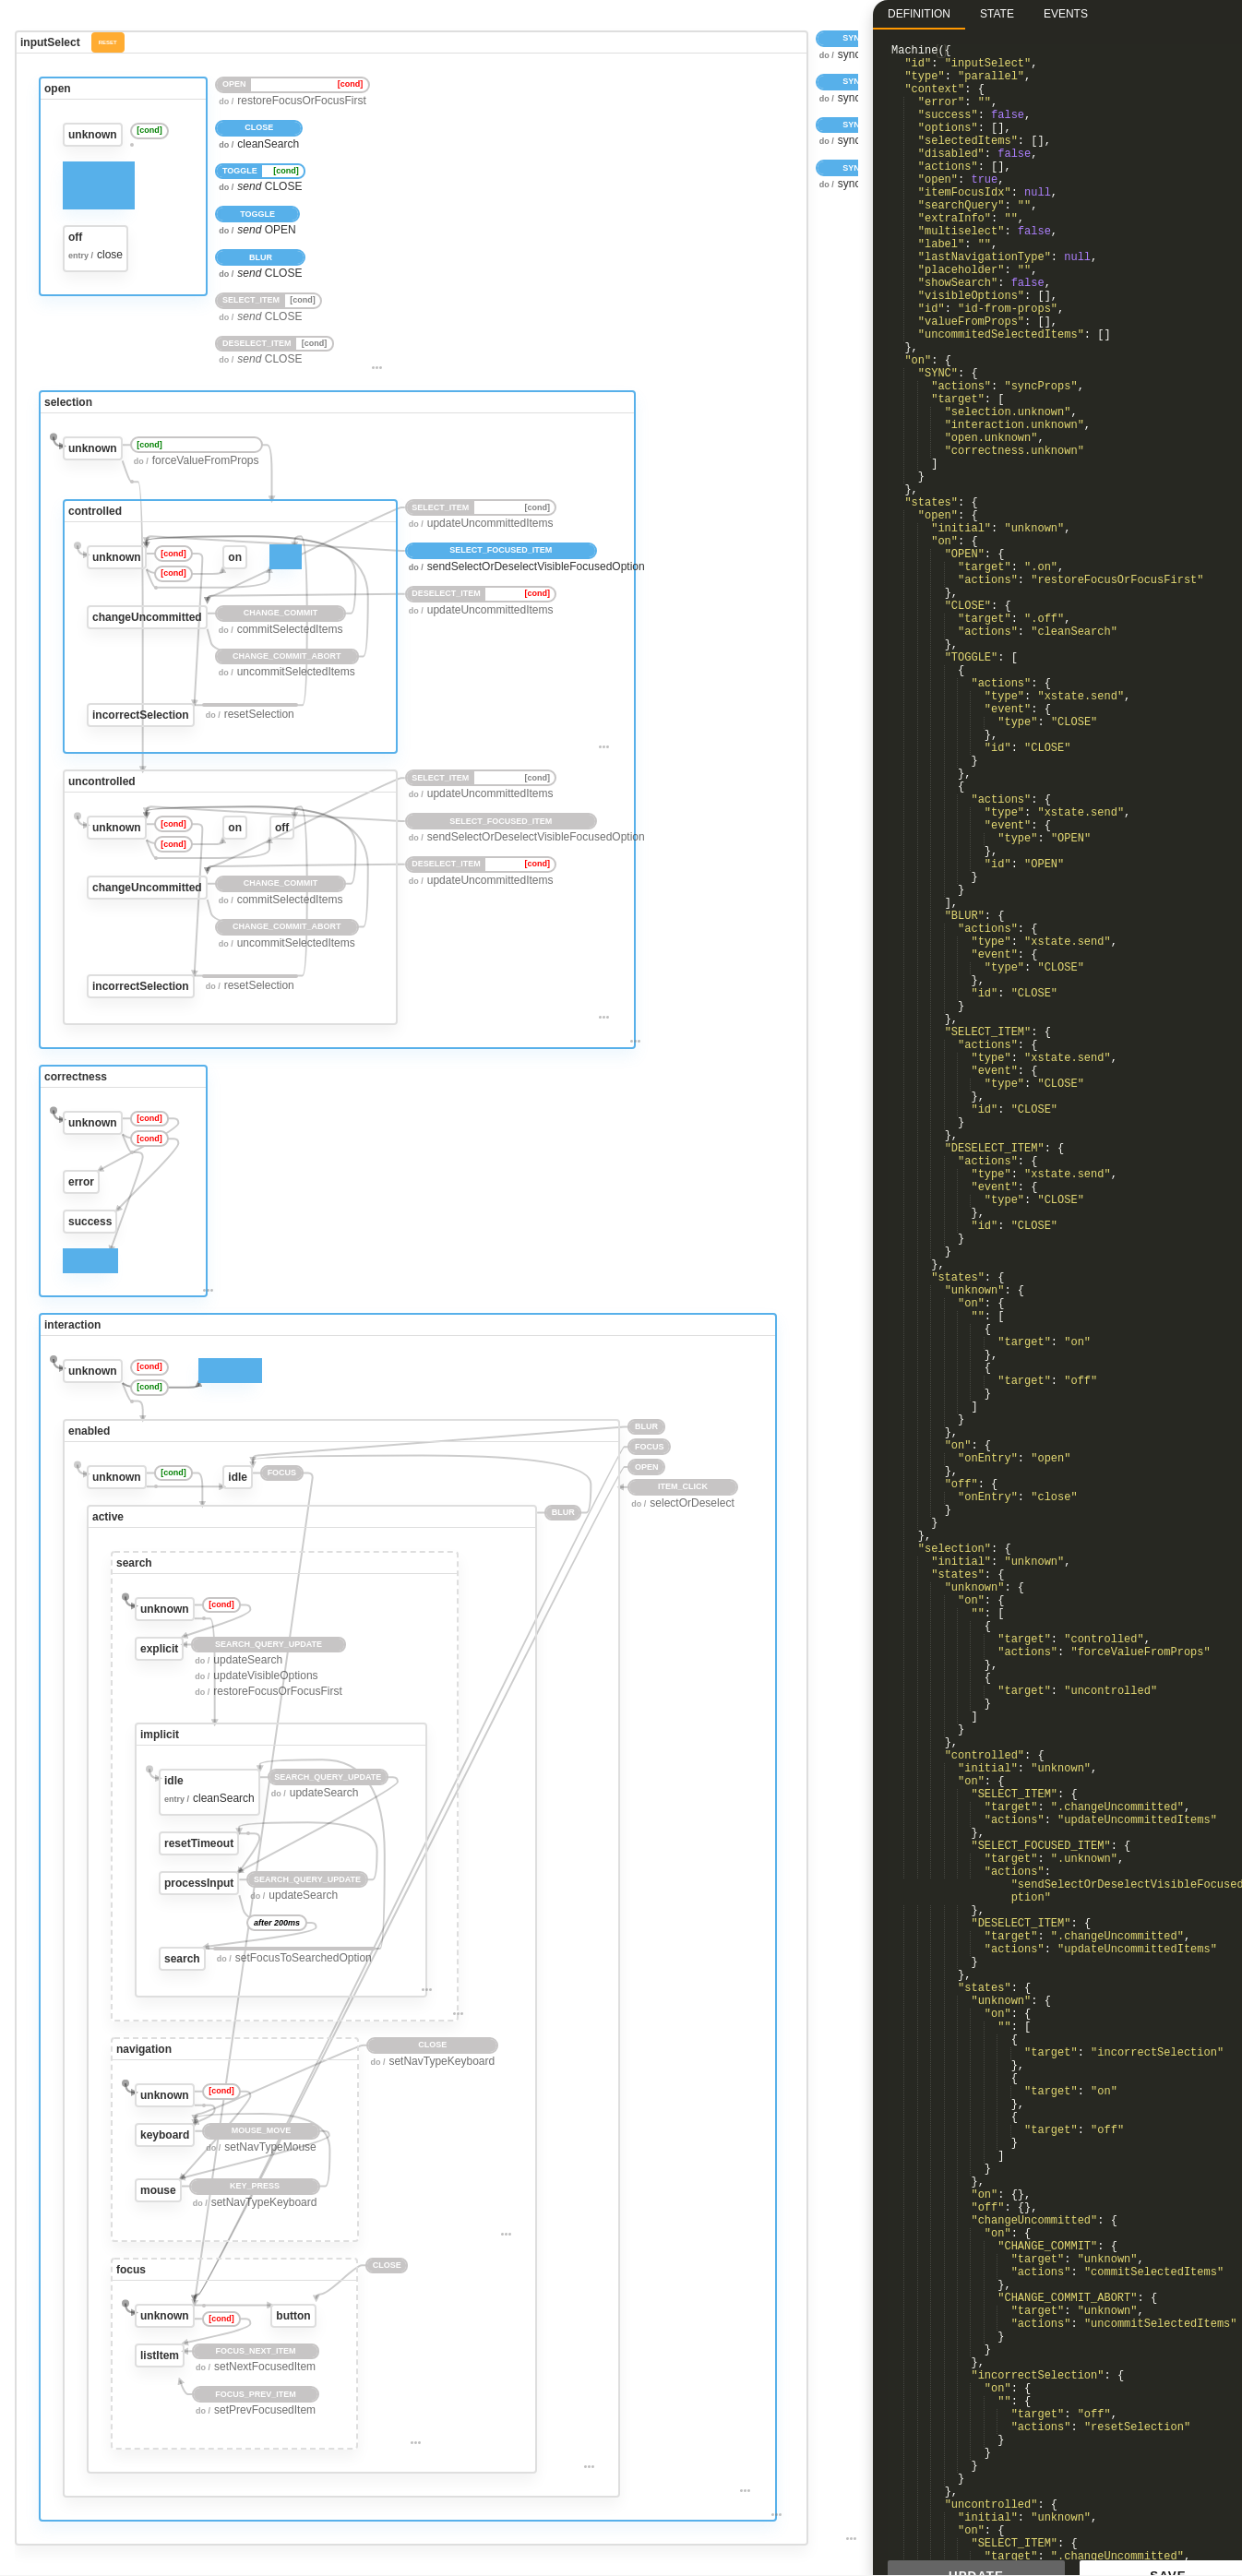 inputSelect RESET
open
unknown [cond]
off
entry / close
OPEN [cond]
do / restoreFocusOrFocusFirst
CLOSE
do / cleanSearch
TOGGLE [cond]
do / send CLOSE
TOGGLE
do / send OPEN
BLUR
do / send CLOSE
SELECT_ITEM [cond]
do / send CLOSE
DESELECT_ITEM [cond]
do / send CLOSE
SYN
do / sync
SYN
do / sync
SYN
do / sync
SYN
do / sync
selection
unknown [cond]
do / forceValueFromProps
controlled
unknown [cond] on
[cond]
changeUncommitted CHANGE_COMMIT
do / commitSelectedItems
CHANGE_COMMIT_ABORT
do / uncommitSelectedItems
incorrectSelection do / resetSelection
SELECT_ITEM [cond]
do / updateUncommittedItems
SELECT_FOCUSED_ITEM
do / sendSelectOrDeselectVisibleFocusedOption
DESELECT_ITEM [cond]
do / updateUncommittedItems
uncontrolled
unknown [cond] on off
[cond]
changeUncommitted CHANGE_COMMIT
do / commitSelectedItems
CHANGE_COMMIT_ABORT
do / uncommitSelectedItems
incorrectSelection do / resetSelection
SELECT_ITEM [cond]
do / updateUncommittedItems
SELECT_FOCUSED_ITEM
do / sendSelectOrDeselectVisibleFocusedOption
DESELECT_ITEM [cond]
do / updateUncommittedItems
correctness
unknown [cond]
[cond]
error
success
interaction
unknown [cond]
[cond]
enabled
unknown [cond] idle FOCUS
BLUR
FOCUS
OPEN
ITEM_CLICK
do / selectOrDeselect
active
BLUR
search
unknown [cond]
explicit SEARCH_QUERY_UPDATE
do / updateSearch
do / updateVisibleOptions
do / restoreFocusOrFocusFirst
implicit
idle SEARCH_QUERY_UPDATE
entry / cleanSearch do / updateSearch
resetTimeout
processInput SEARCH_QUERY_UPDATE
do / updateSearch
after 200ms
search do / setFocusToSearchedOption
navigation
CLOSE
do / setNavTypeKeyboard
unknown [cond]
keyboard MOUSE_MOVE
do / setNavTypeMouse
mouse KEY_PRESS
do / setNavTypeKeyboard
focus
CLOSE
unknown [cond] button
listItem FOCUS_NEXT_ITEM
do / setNextFocusedItem
FOCUS_PREV_ITEM
do / setPrevFocusedItem
DEFINITION STATE EVENTS
Machine({
"id": "inputSelect",
"type": "parallel",
"context": {
"error": "",
"success": false,
"options": [],
"selectedItems": [],
"disabled": false,
"actions": [],
"open": true,
"itemFocusIdx": null,
"searchQuery": "",
"extraInfo": "",
"multiselect": false,
"label": "",
"lastNavigationType": null,
"placeholder": "",
"showSearch": false,
"visibleOptions": [],
"id": "id-from-props",
"valueFromProps": [],
"uncommitedSelectedItems": []
},
"on": {
"SYNC": {
"actions": "syncProps",
"target": [
"selection.unknown",
"interaction.unknown",
"open.unknown",
"correctness.unknown"
]
}
},
"states": {
"open": {
"initial": "unknown",
"on": {
"OPEN": {
"target": ".on",
"actions": "restoreFocusOrFocusFirst"
},
"CLOSE": {
"target": ".off",
"actions": "cleanSearch"
},
"TOGGLE": [
{
"actions": {
"type": "xstate.send",
"event": {
"type": "CLOSE"
},
"id": "CLOSE"
}
},
{
"actions": {
"type": "xstate.send",
"event": {
"type": "OPEN"
},
"id": "OPEN"
}
}
],
"BLUR": {
"actions": {
"type": "xstate.send",
"event": {
"type": "CLOSE"
},
"id": "CLOSE"
}
},
"SELECT_ITEM": {
"actions": {
"type": "xstate.send",
"event": {
"type": "CLOSE"
},
"id": "CLOSE"
}
},
"DESELECT_ITEM": {
"actions": {
"type": "xstate.send",
"event": {
"type": "CLOSE"
},
"id": "CLOSE"
}
}
},
"states": {
"unknown": {
"on": {
"": [
{
"target": "on"
},
{
"target": "off"
}
]
}
},
"on": {
"onEntry": "open"
},
"off": {
"onEntry": "close"
}
}
},
"selection": {
"initial": "unknown",
"states": {
"unknown": {
"on": {
"": [
{
"target": "controlled",
"actions": "forceValueFromProps"
},
{
"target": "uncontrolled"
}
]
}
},
"controlled": {
"initial": "unknown",
"on": {
"SELECT_ITEM": {
"target": ".changeUncommitted",
"actions": "updateUncommittedItems"
},
"SELECT_FOCUSED_ITEM": {
"target": ".unknown",
"actions":
"sendSelectOrDeselectVisibleFocused
ption"
},
"DESELECT_ITEM": {
"target": ".changeUncommitted",
"actions": "updateUncommittedItems"
}
},
"states": {
"unknown": {
"on": {
"": [
{
"target": "incorrectSelection"
},
{
"target": "on"
},
{
"target": "off"
}
]
}
},
"on": {},
"off": {},
"changeUncommitted": {
"on": {
"CHANGE_COMMIT": {
"target": "unknown",
"actions": "commitSelectedItems"
},
"CHANGE_COMMIT_ABORT": {
"target": "unknown",
"actions": "uncommitSelectedItems"
}
}
},
"incorrectSelection": {
"on": {
"": {
"target": "off",
"actions": "resetSelection"
}
}
}
}
},
"uncontrolled": {
"initial": "unknown",
"on": {
"SELECT_ITEM": {
"target": ".changeUncommitted",
UPDATE SAVE